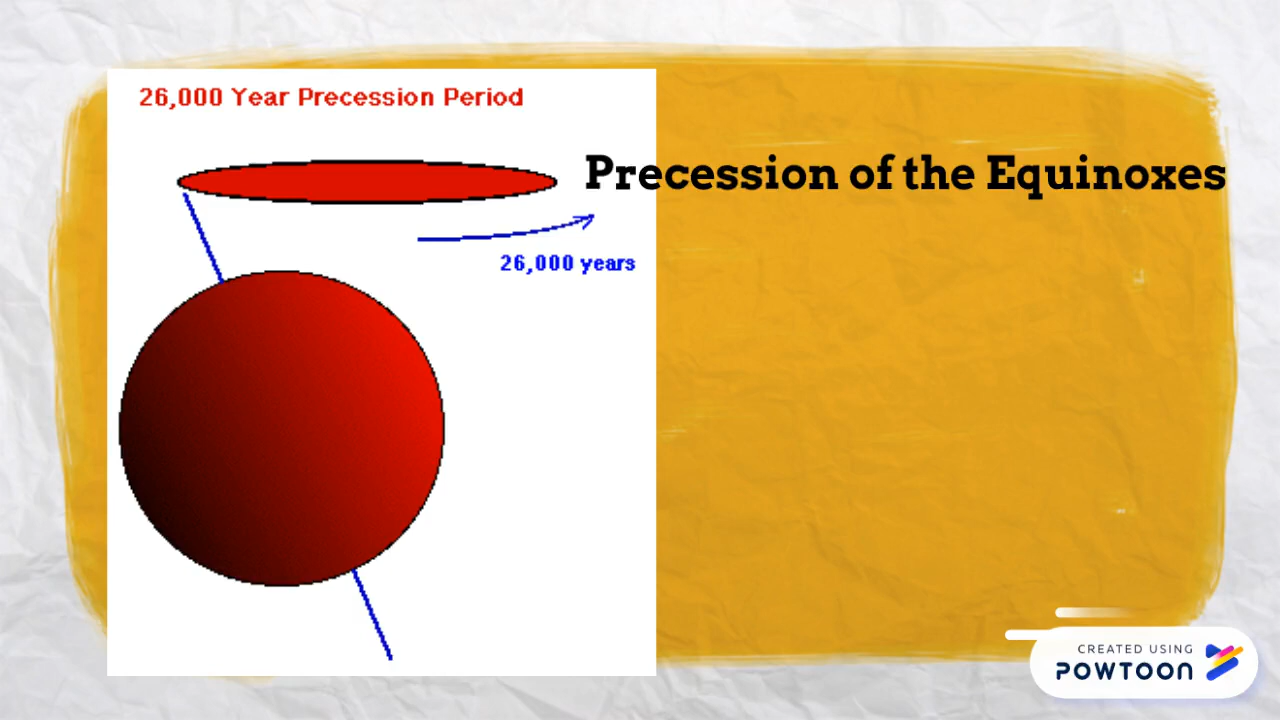 26,000 Year Precession Period
Precession of the Equinoxes
26,000 years
CREATED USING
POWTOON